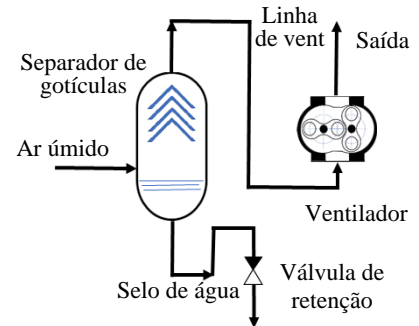 Linha
de vent
Saída
Separador de
gotículas
Ar úmido
Ventilador
Selo de água
Válvula de
retenção